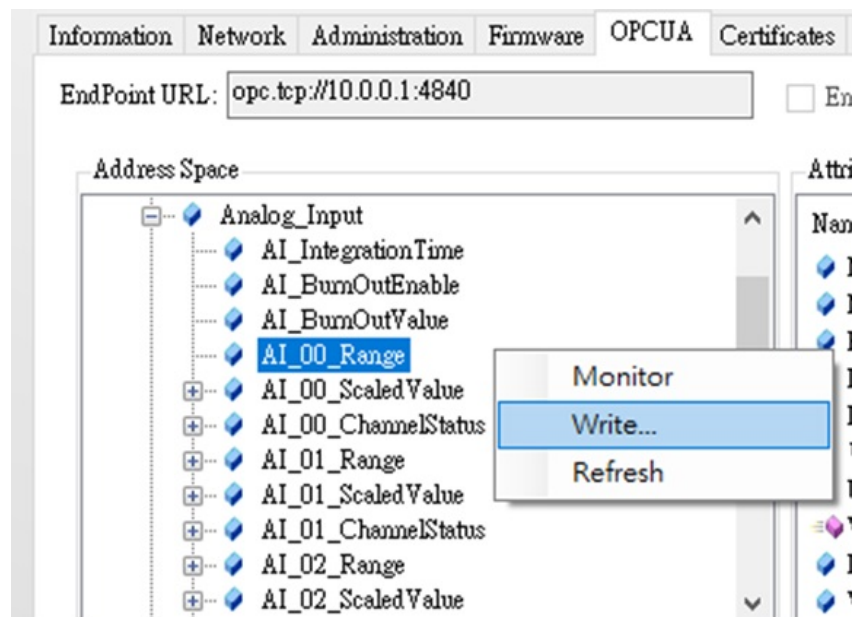 Information Network Administration Firmware OPCUA Certificates
EndPoint URL: opc.tcp://10.0.0.1:4840
Address Space
Analog_Input
AI_IntegrationTime
AI_BurnOutEnable
AI_BurnOutValue
AI_00_Range
Monitor
AI_00_ScaledValue
Write...
AI_00_ChannelStatus
Refresh
AI_01_Range
AI_01_ScaledValue
AI_01_ChannelStatus
AI_02_Range
AI_02_ScaledValue